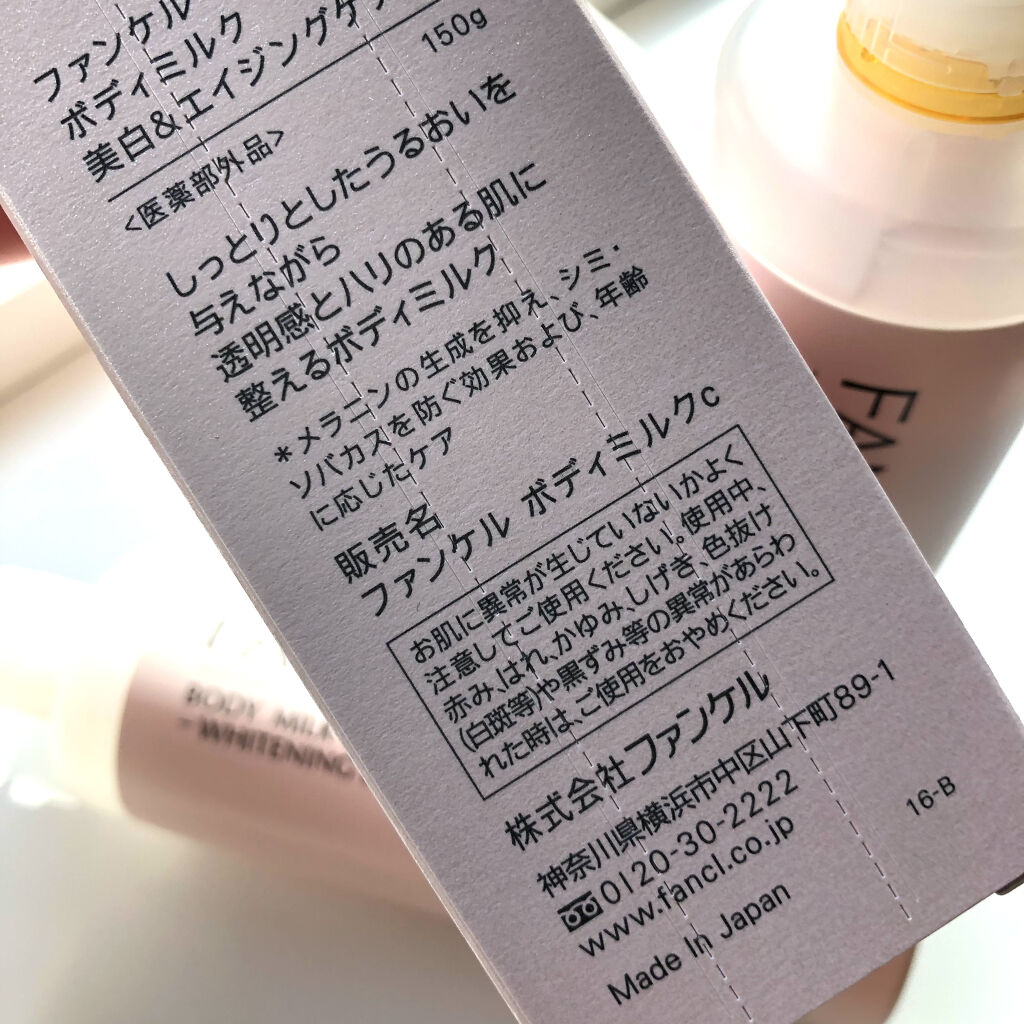 ファンケル
ボディミルク
美白&エイジングケア
150g
<医薬部外品>
しっとりとしたうるおいを
与えながら
透明感とハリのある肌に
整えるボディミルク
*メラニンの生成を抑え、シミ・
ソバカスを防ぐ効果および、年齢
に応じたケア
販売名
ファンケル ボディミルクc
お肌に異常が生じていないかよく
注意してご使用ください。使用中、
赤み、はれ、かゆみ、しげき、色抜け
(白斑等)や黒ずみ等の異常があらわ
れた時は、ご使用をおやめください。
株式会社ファンケル
神奈川県横浜市中区山下町89-1
0120-30-2222
www.fancl.co.jp
Made In Japan
16-B
BODY MILK
-WHITENING